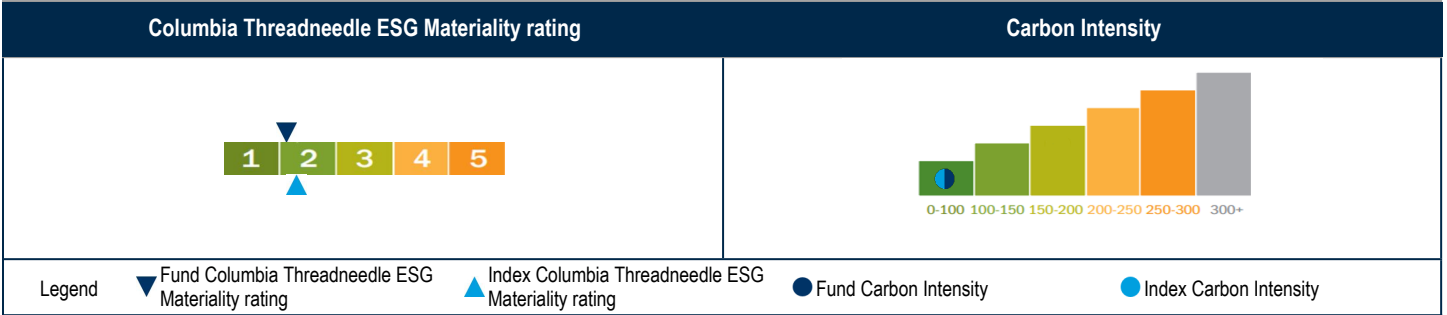 Columbia Threadneedle ESG Materiality rating
Carbon Intensity
1 2 3 4 5
0-100 100-150 150-200 200-250 250-300 300+
Legend
Fund Columbia Threadneedle ESG
Materiality rating
Index Columbia Threadneedle ESG
Materiality rating
Fund Carbon Intensity
Index Carbon Intensity